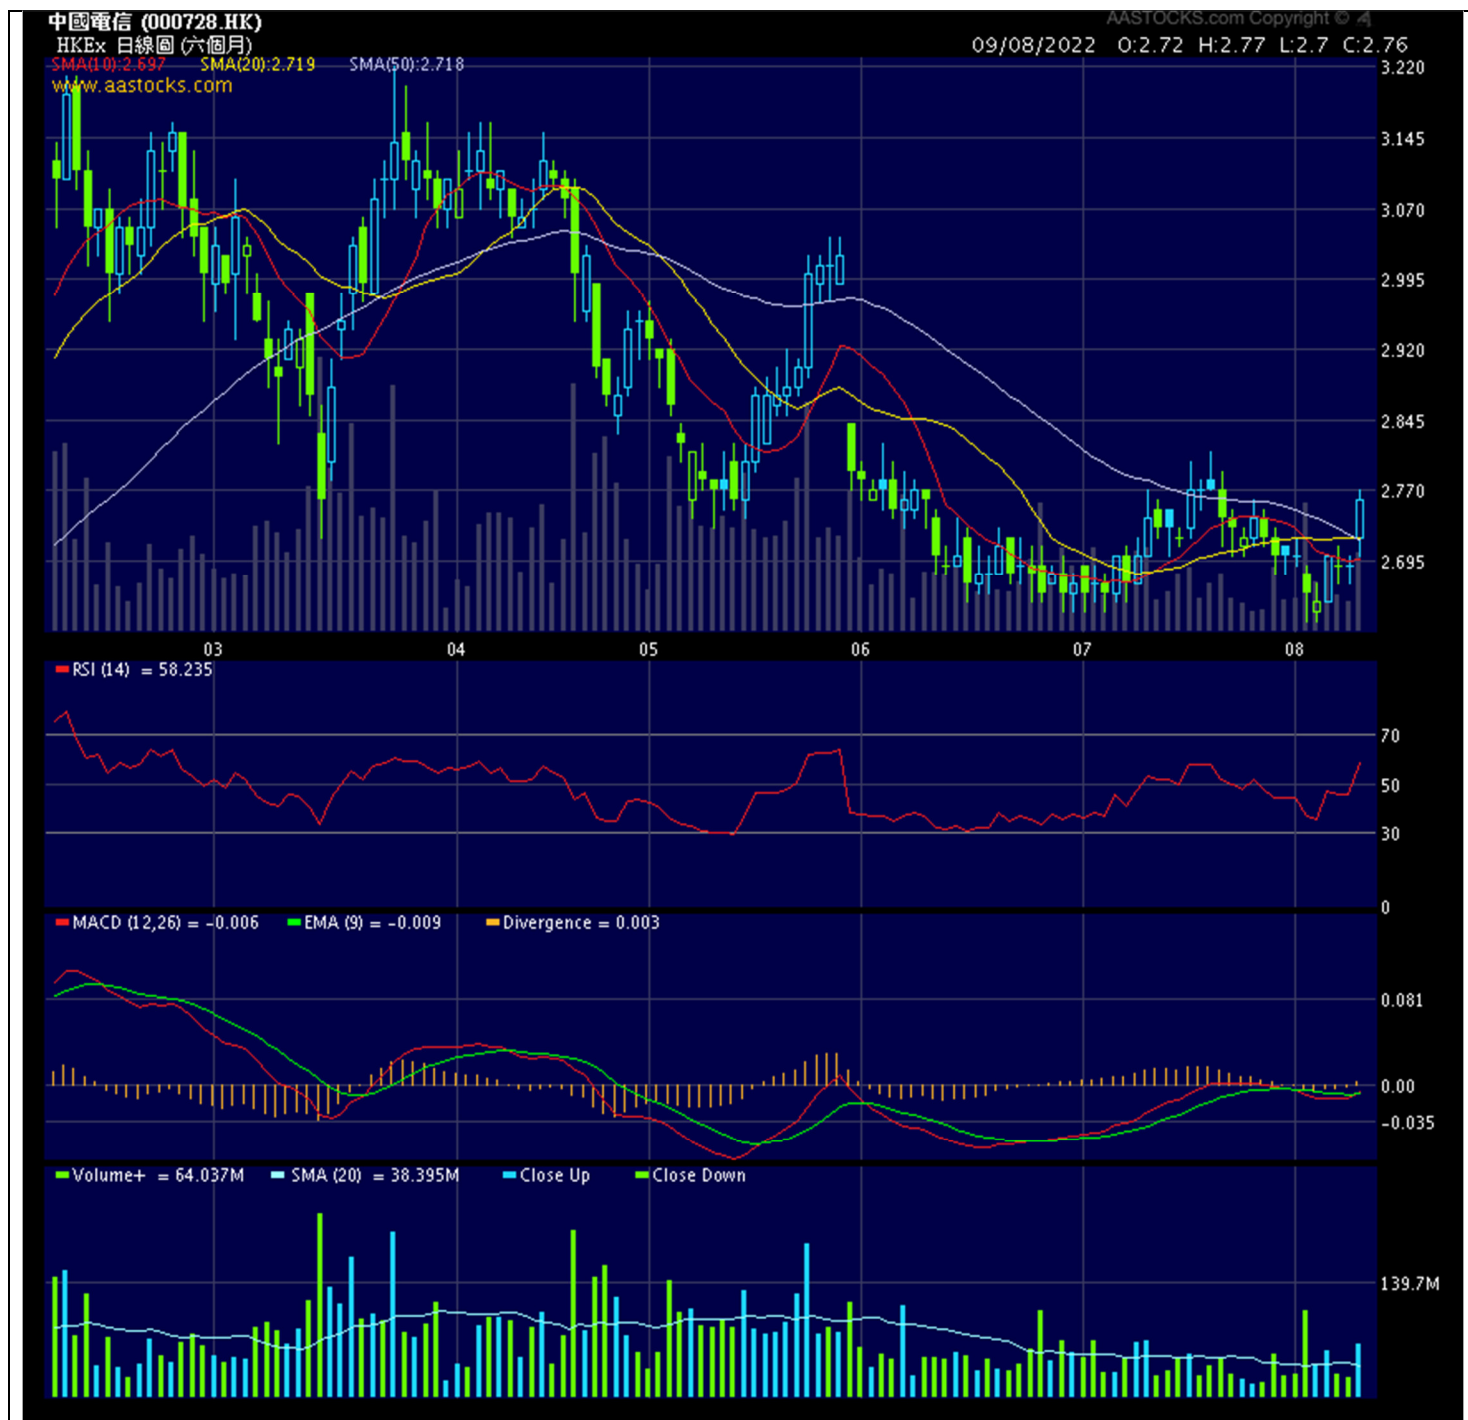 中國電信 (000728.HK)
AASTOCKS.com Copyright ©
HKEx 日線圖 (六個月)
09/08/2022 O:2.72 H:2.77 L:2.7 C:2.76
SMA(10):2.697 SMA(20):2.719 SMA(50):2.718
www.aastocks.com
3.220
3.145
3.070
2.995
2.920
2.845
2.770
2.695
03 04 05 06 07 08
RSI (14) = 58.235
70
50
30
0
MACD (12,26) = -0.006 EMA (9) = -0.009 Divergence = 0.003
0.081
0.00
-0.035
Volume+ = 64.037M SMA (20) = 38.395M Close Up Close Down
139.7M